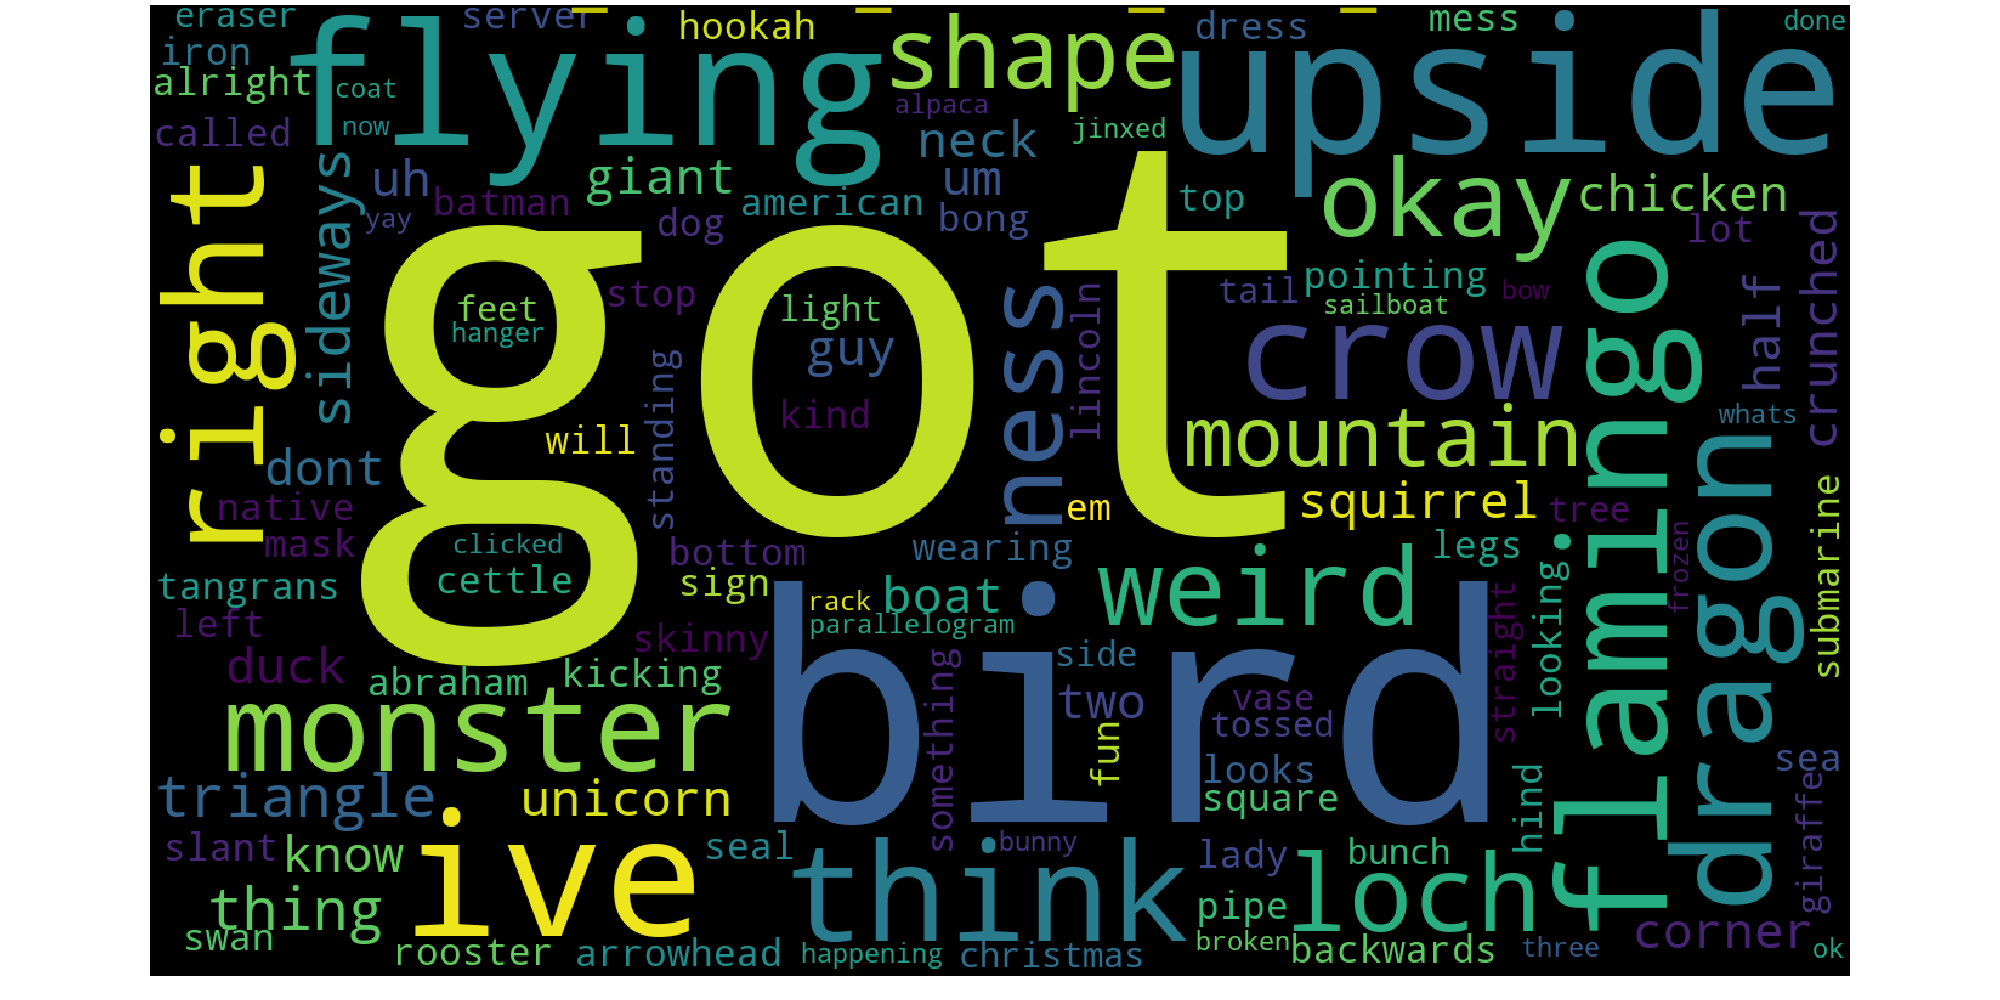 eraser
server
hookah
shape
dress
mess
done
iron
flying
upside
alright
coat
alpaca
called
now
neck
jinxed
right
sideways
uh
giant
um
okay
chicken
batman
american
top
yay
dog
bong
lot
crunched
got
feet
stop
light
ness
lincoln
tail
pointing
flamingo
half
hanger
guy
sailboat
bow
crow
kind
whats
dont
will
standing
mountain
dragon
native
em
squirrel
tree
submarine
mask
clicked
bottom
wearing
legs
frozen
tangrans
cettle
sign
rack
boat
weird
looking
left
parallelogram
straight
duck
skinny
bird
side
abraham
kicking
something
two
vase
monster
fun
tossed
triangle
unicorn
looks
sea
square
hind
giraffe
slant
know
ive
seal
think
bunny
lady
bunch
loch
thing
pipe
corner
swan
rooster
arrowhead
happening
christmas
broken
backwards
three
ok